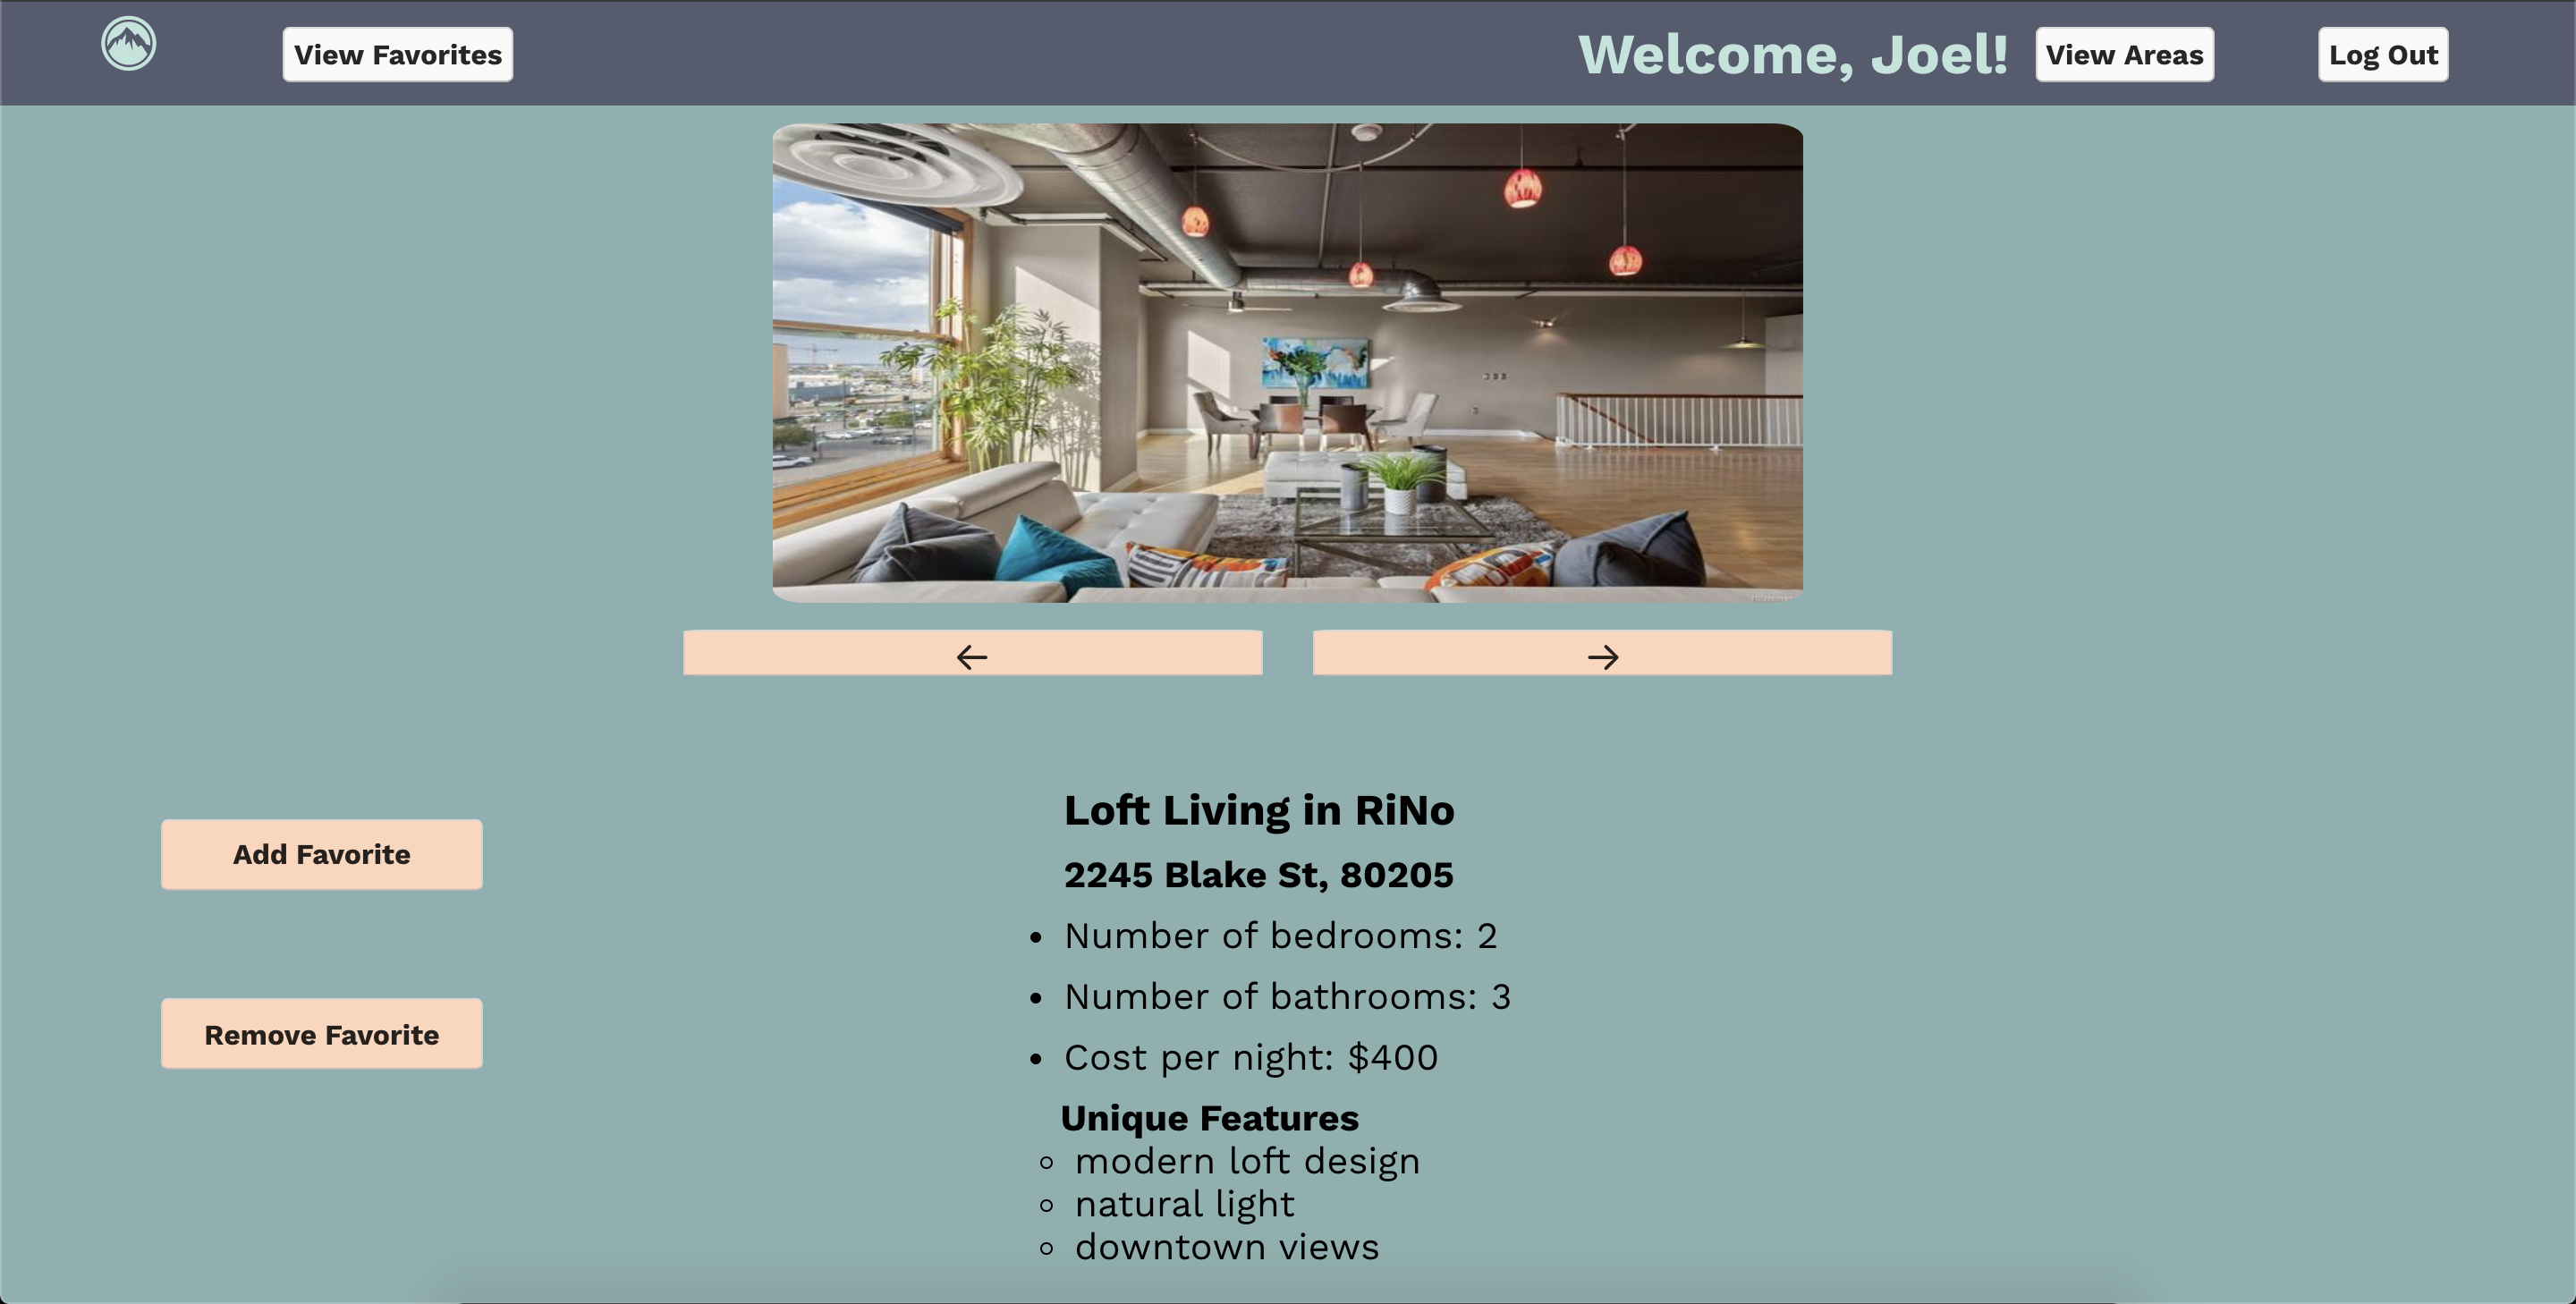 View Favorites
Welcome, Joel!
View Areas
Log Out
←
→
Add Favorite
Remove Favorite
Loft Living in RiNo
2245 Blake St, 80205
• Number of bedrooms: 2
• Number of bathrooms: 3
• Cost per night: $400
Unique Features
◦ modern loft design
◦ natural light
◦ downtown views